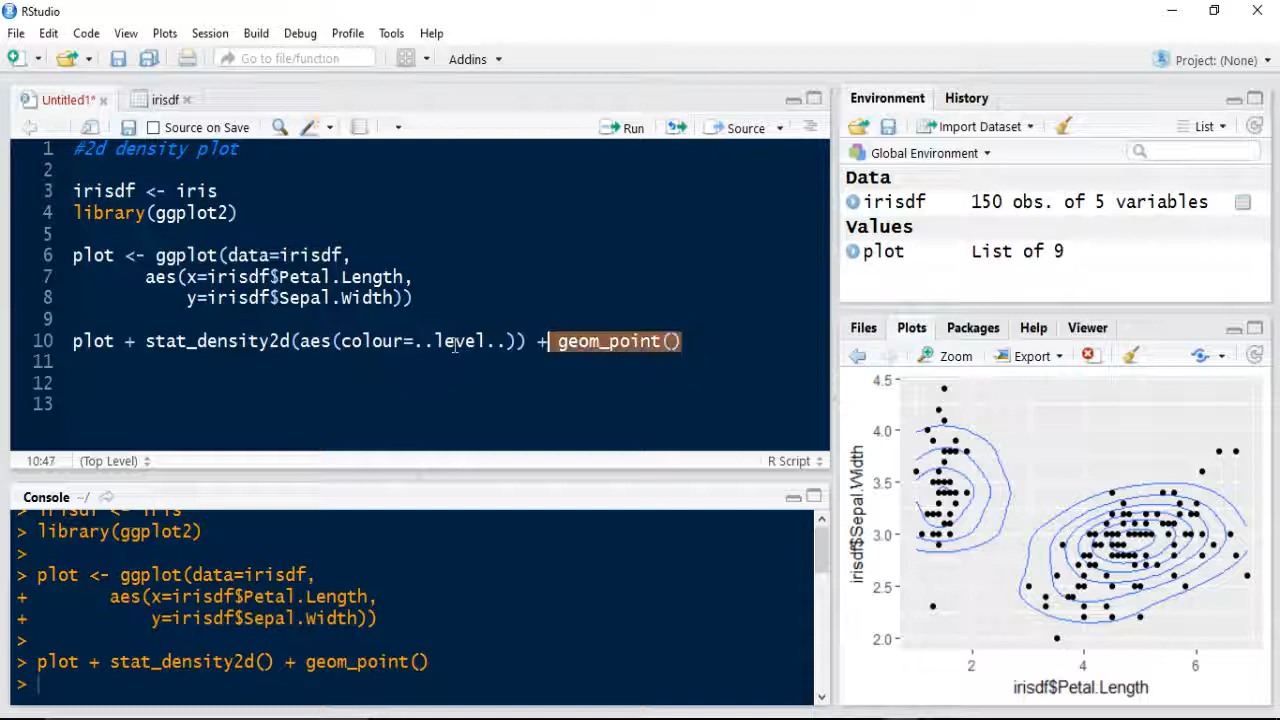 RStudio
File Edit Code View Plots Session Build Debug Profile Tools Help
Go to file/function Addins Project: (None)
Untitled1* irisdf
Source on Save Run Source
1 #2d density plot
2
3 irisdf <- iris
4 library(ggplot2)
5
6 plot <- ggplot(data=irisdf,
7 aes(x=irisdf$Petal.Length,
8 y=irisdf$Sepal.Width))
9
10 plot + stat_density2d(aes(colour=..level..)) + geom_point()
11
12
13
10:47 (Top Level) R Script
Console ~/
> library(ggplot2)
>
> plot <- ggplot(data=irisdf,
+ aes(x=irisdf$Petal.Length,
+ y=irisdf$Sepal.Width))
>
> plot + stat_density2d() + geom_point()
>
Environment History
Import Dataset List
Global Environment
Data
irisdf 150 obs. of 5 variables
Values
plot List of 9
Files Plots Packages Help Viewer
Zoom Export
4.5
4.0
3.5
3.0
2.5
2.0
irisdf$Sepal.Width
2 4 6
irisdf$Petal.Length